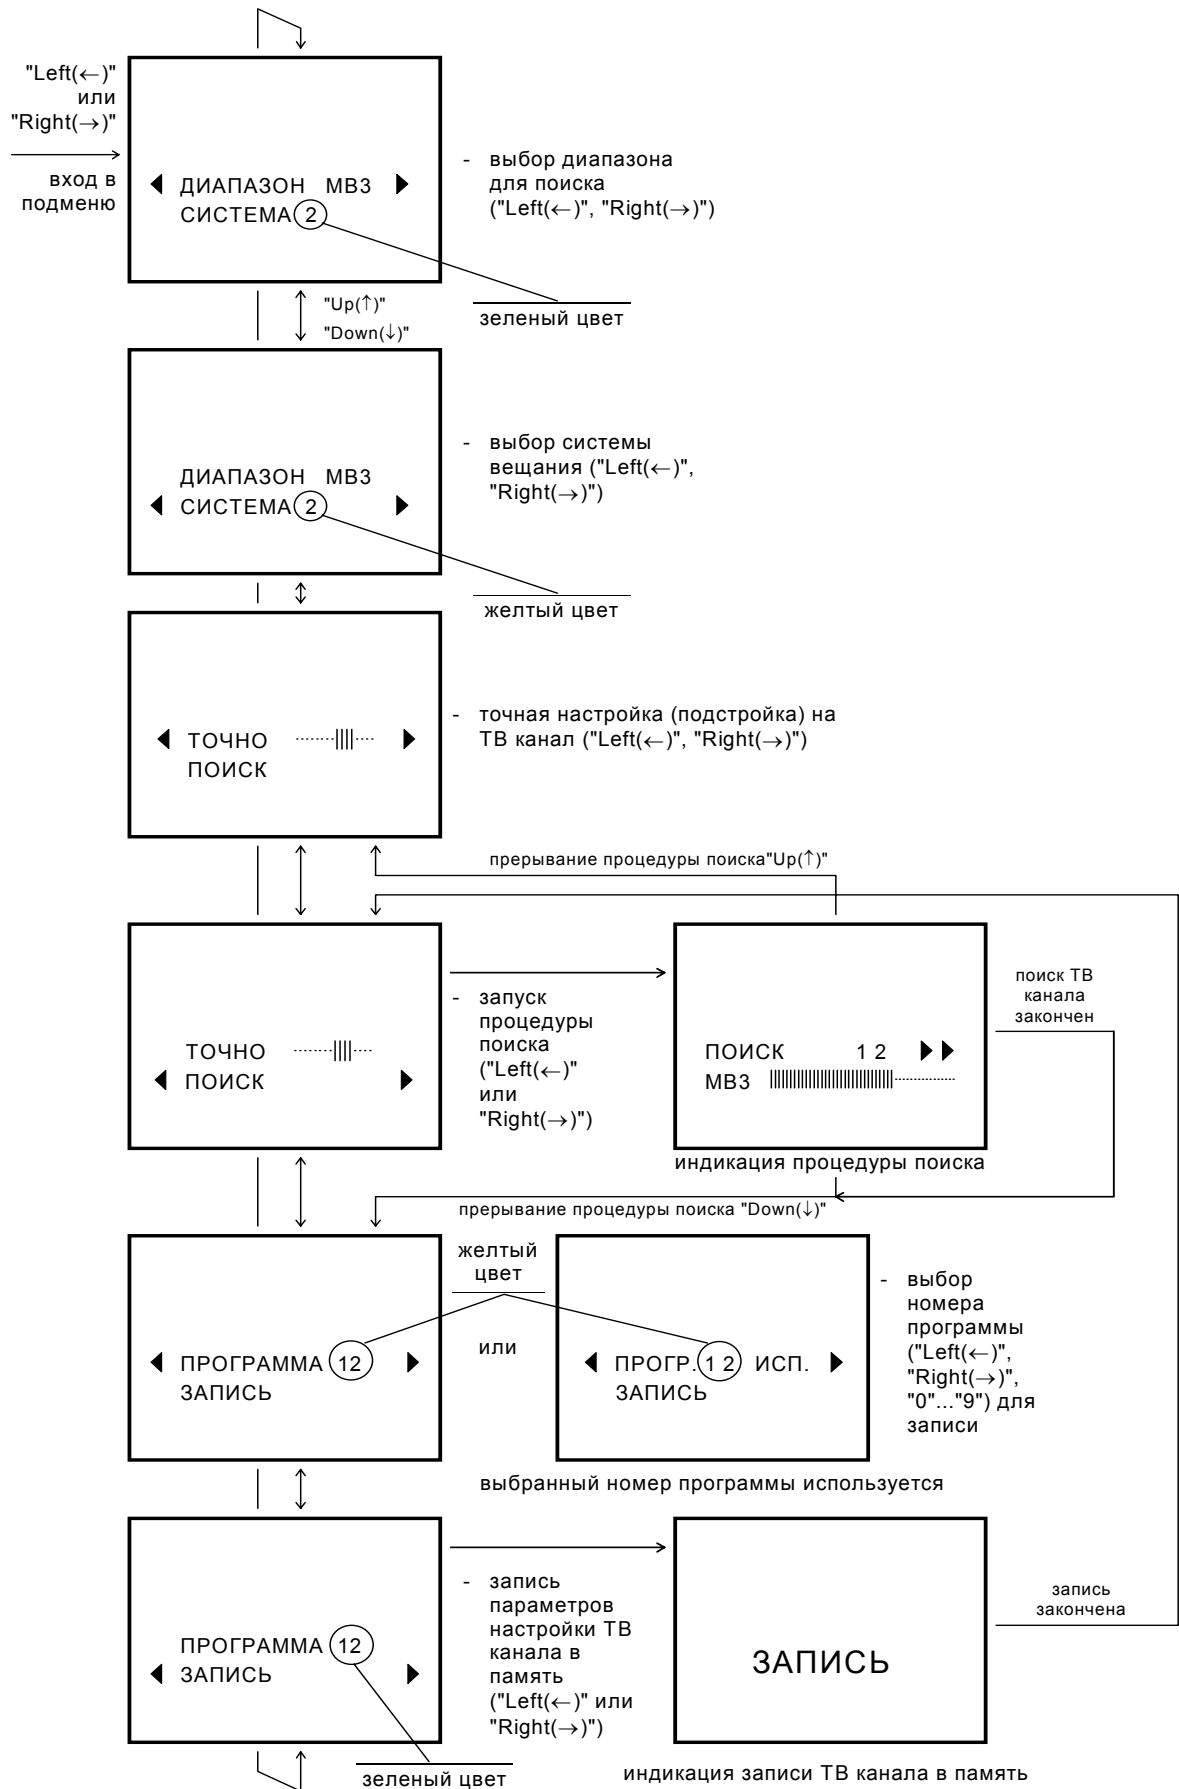 "Left(←)"
или
"Right(→)"
вход в
подменю
ДИАПАЗОН МВ3
СИСТЕМА 2
- выбор диапазона
для поиска
("Left(←)", "Right(→)")
зеленый цвет
"Up(↑)"
"Down(↓)"
ДИАПАЗОН МВ3
СИСТЕМА 2
- выбор системы
вещания ("Left(←)",
"Right(→)")
желтый цвет
ТОЧНО
ПОИСК
- точная настройка (подстройка) на
ТВ канал ("Left(←)", "Right(→)")
прерывание процедуры поиска"Up(↑)"
ТОЧНО
ПОИСК
- запуск
процедуры
поиска
("Left(←)"
или
"Right(→)")
ПОИСК 1 2
МВ3
индикация процедуры поиска
поиск ТВ
канала
закончен
прерывание процедуры поиска "Down(↓)"
желтый
цвет
ПРОГРАММА 12
ЗАПИСЬ
или
ПРОГР. 1 2 ИСП.
ЗАПИСЬ
- выбор
номера
программы
("Left(←)",
"Right(→)",
"0"..."9") для
записи
выбранный номер программы используется
ПРОГРАММА 12
ЗАПИСЬ
зеленый цвет
- запись
параметров
настройки ТВ
канала в
память
("Left(←)" или
"Right(→)")
ЗАПИСЬ
запись
закончена
индикация записи ТВ канала в память